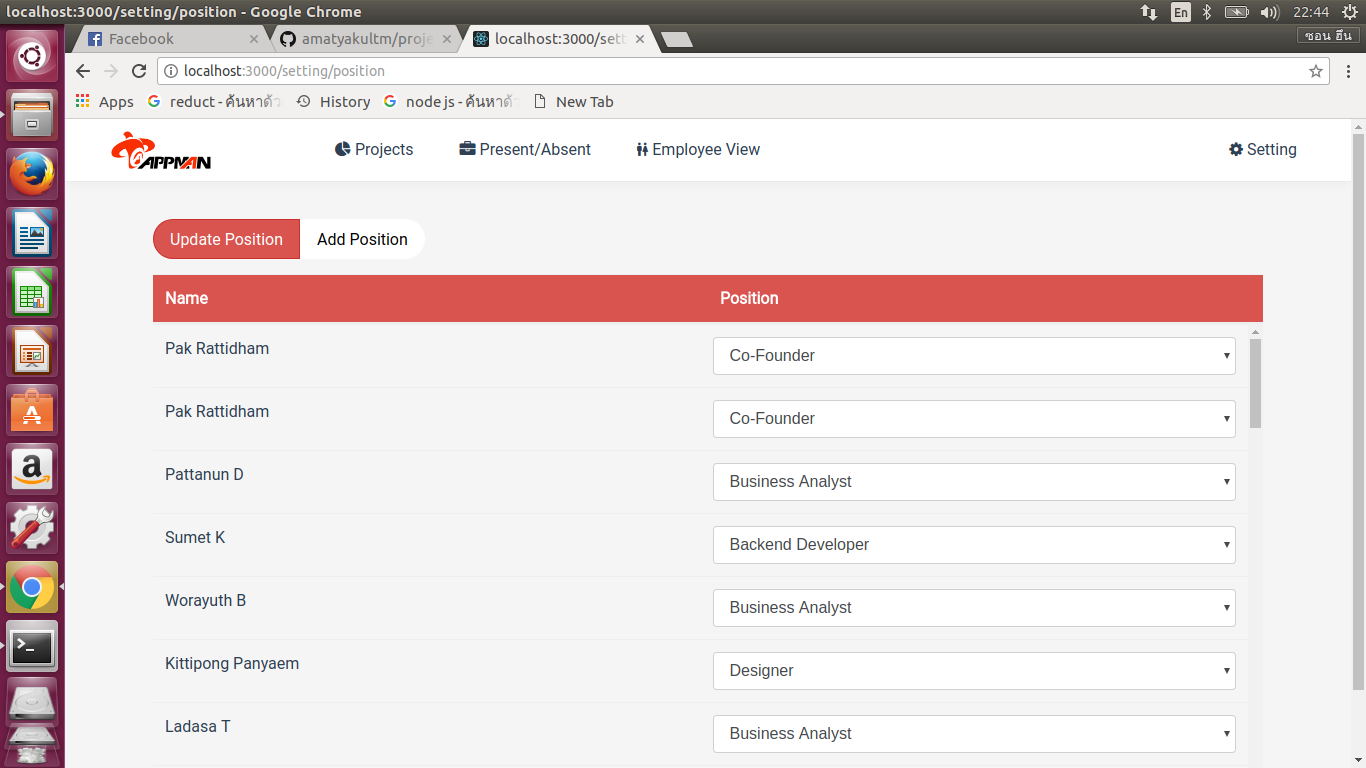 localhost:3000/setting/position - Google Chrome
En
22:44
Facebook
amatyakultm/proje
localhost:3000/sett
ซอน ฮึน
localhost:3000/setting/position
Apps
reduct - ค้นหาด้ว
History
node js - ค้นหาด้
New Tab
APPMAN
Projects
Present/Absent
Employee View
Setting
Update Position
Add Position
Name
Position
Pak Rattidham
Co-Founder
Pak Rattidham
Co-Founder
Pattanun D
Business Analyst
Sumet K
Backend Developer
Worayuth B
Business Analyst
Kittipong Panyaem
Designer
Ladasa T
Business Analyst